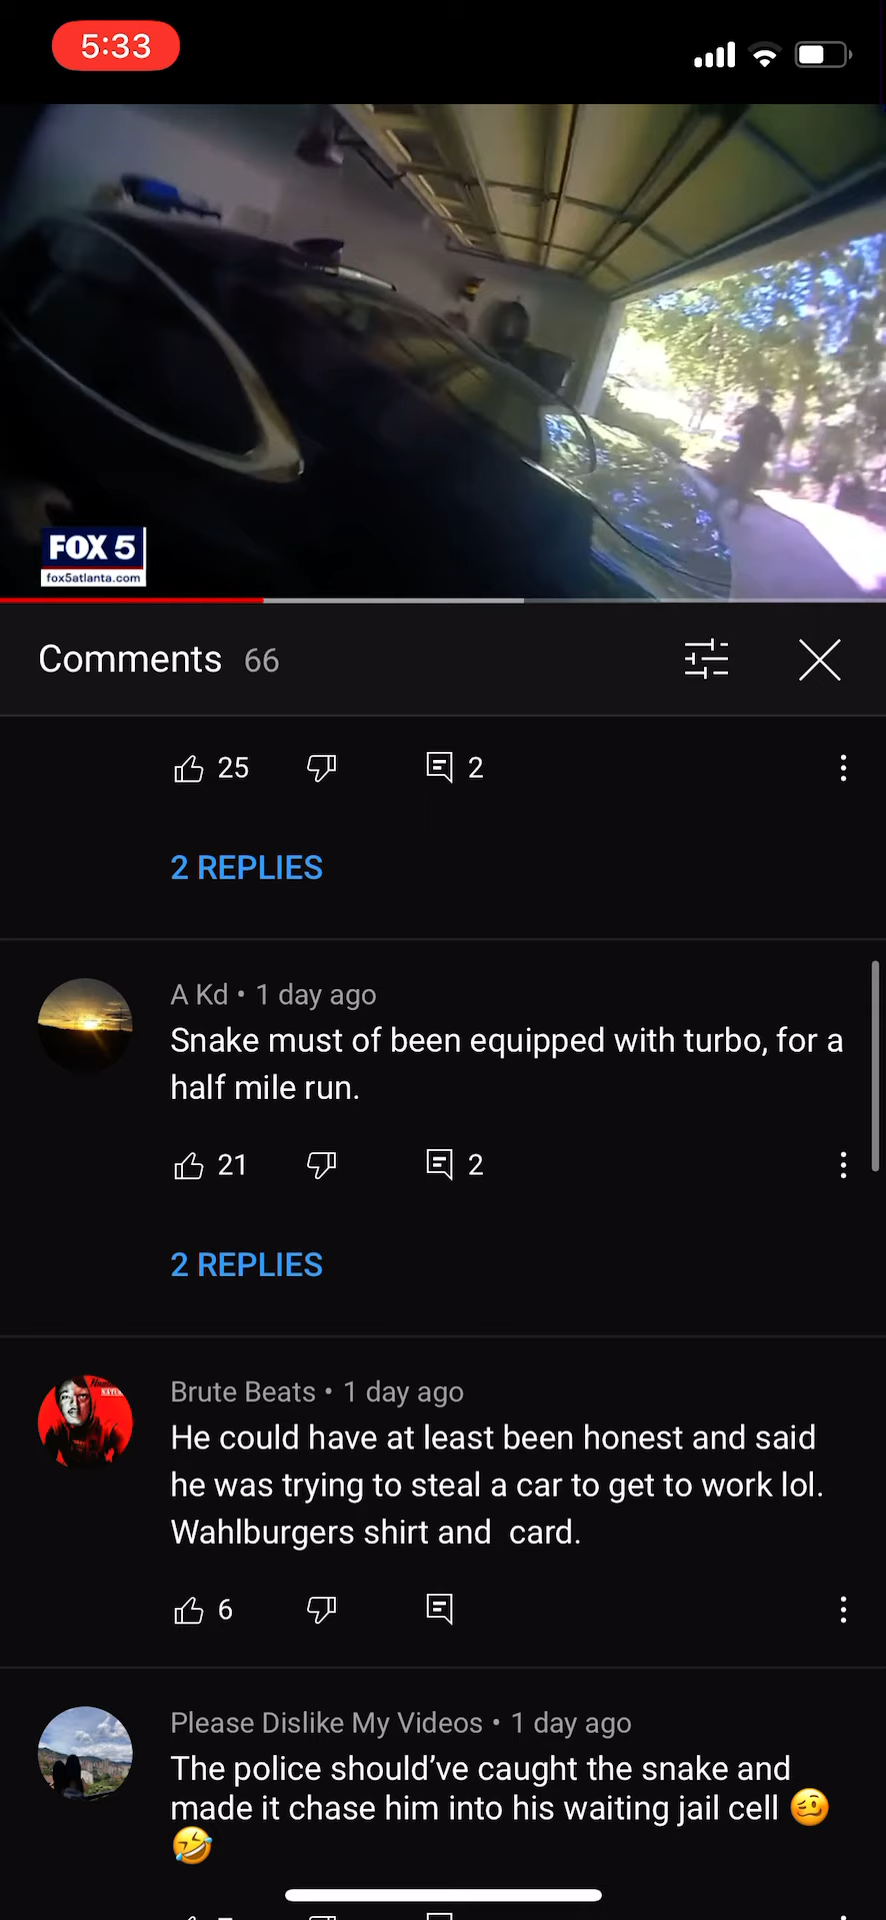 5:33
FOX 5
fox5atlanta.com
Comments 66
25
2
2 REPLIES
A Kd • 1 day ago
Snake must of been equipped with turbo, for a
half mile run.
21
2
2 REPLIES
Brute Beats • 1 day ago
He could have at least been honest and said
he was trying to steal a car to get to work lol.
Wahlburgers shirt and  card.
6
Please Dislike My Videos • 1 day ago
The police should’ve caught the snake and
made it chase him into his waiting jail cell 🥴
🤣